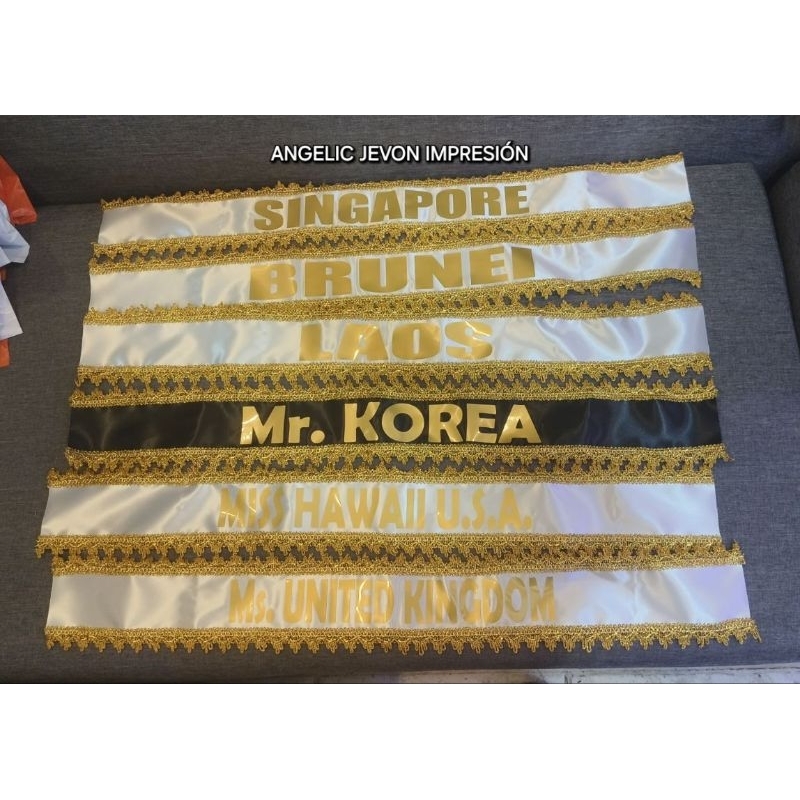 ANGELIC JEVON IMPRESIÓN
SINGAPORE
BRUNEI
LAOS
Mr. KOREA
MISS HAWAII U.S.A.
Ms. UNITED KINGDOM